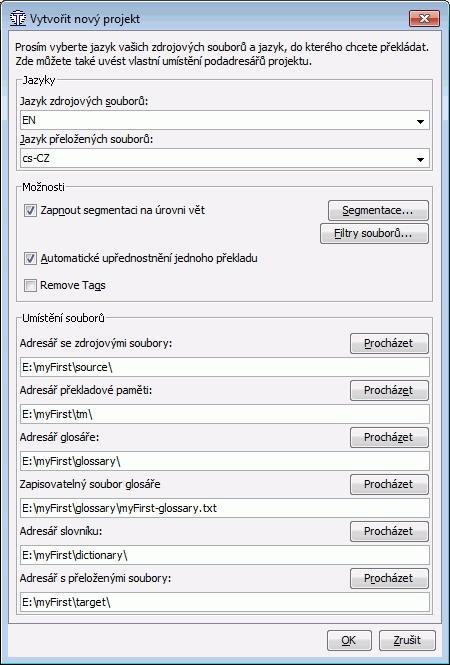 Vytvořit nový projekt
Prosím vyberte jazyk vašich zdrojových souborů a jazyk, do kterého chcete překládat.
Zde můžete také uvést vlastní umístění podadresářů projektu.
Jazyky
Jazyk zdrojových souborů:
EN
Jazyk přeložených souborů:
cs-CZ
Možnosti
Zapnout segmentaci na úrovni vět
Segmentace...
Filtry souborů...
Automatické upřednostnění jednoho překladu
Remove Tags
Umístění souborů
Adresář se zdrojovými soubory:
Procházet
E:\myFirst\source\
Adresář překladové paměti:
Procházet
E:\myFirst\tm\
Adresář glosáře:
Procházet
E:\myFirst\glossary\
Zapisovatelný soubor glosáře
Procházet
E:\myFirst\glossary\myFirst-glossary.txt
Adresář slovníku:
Procházet
E:\myFirst\dictionary\
Adresář s přeloženými soubory:
Procházet
E:\myFirst\target\
OK
Zrušit